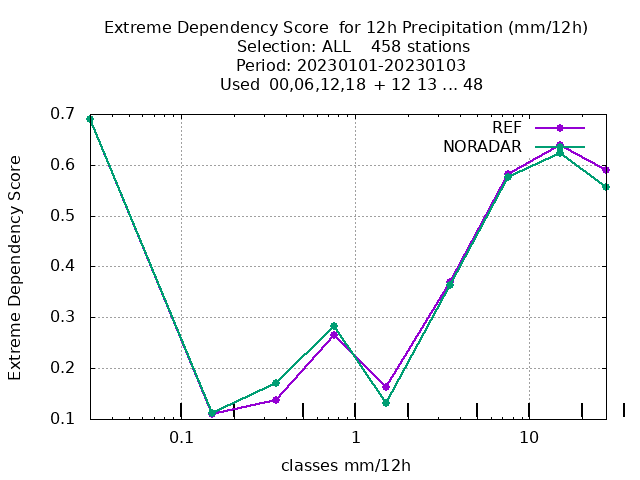 Extreme Dependency Score  for 12h Precipitation (mm/12h)
Selection: ALL    458 stations
Period: 20230101-20230103
Used  00,06,12,18  + 12 13 ... 48
REF
NORADAR
0.7
0.6
0.5
0.4
0.3
0.2
0.1
Extreme Dependency Score
0.1 1 10
classes mm/12h